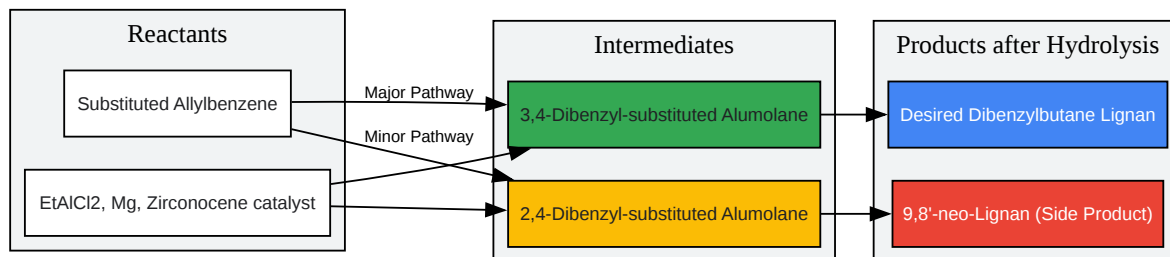 Reactants
Substituted Allylbenzene
EtAlCl2, Mg, Zirconocene catalyst
Major Pathway
Minor Pathway
Intermediates
3,4-Dibenzyl-substituted Alumolane
2,4-Dibenzyl-substituted Alumolane
Products after Hydrolysis
Desired Dibenzylbutane Lignan
9,8'-neo-Lignan (Side Product)